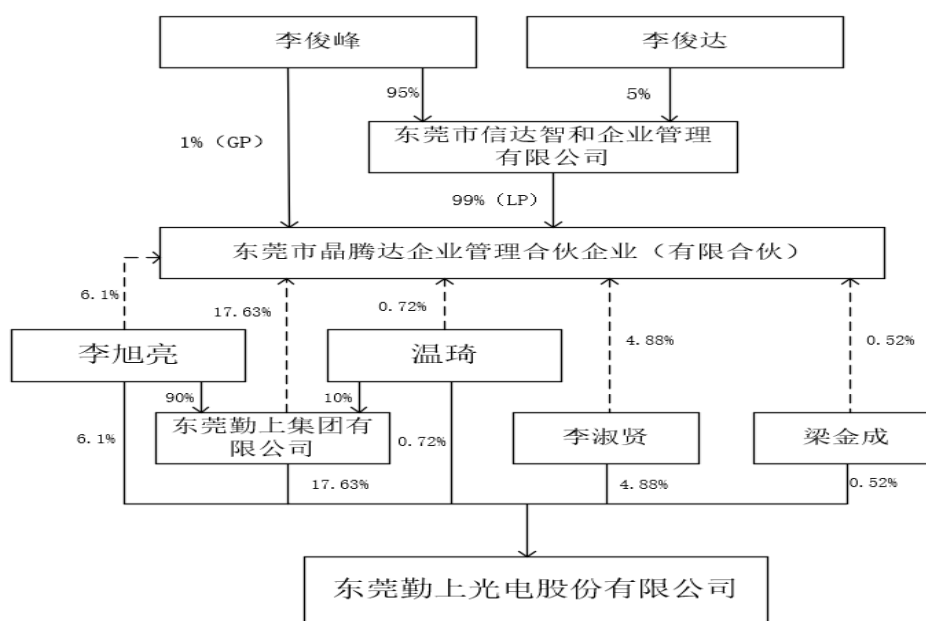 李俊峰
李俊达
95%
5%
1%（GP）
东莞市信达智和企业管理
有限公司
99%（LP）
东莞市晶腾达企业管理合伙企业（有限合伙）
6.1%
17.63%
0.72%
4.88%
0.52%
李旭亮
温琦
90%
10%
东莞勤上集团有
限公司
李淑贤
梁金成
6.1%
0.72%
17.63%
4.88%
0.52%
东莞勤上光电股份有限公司